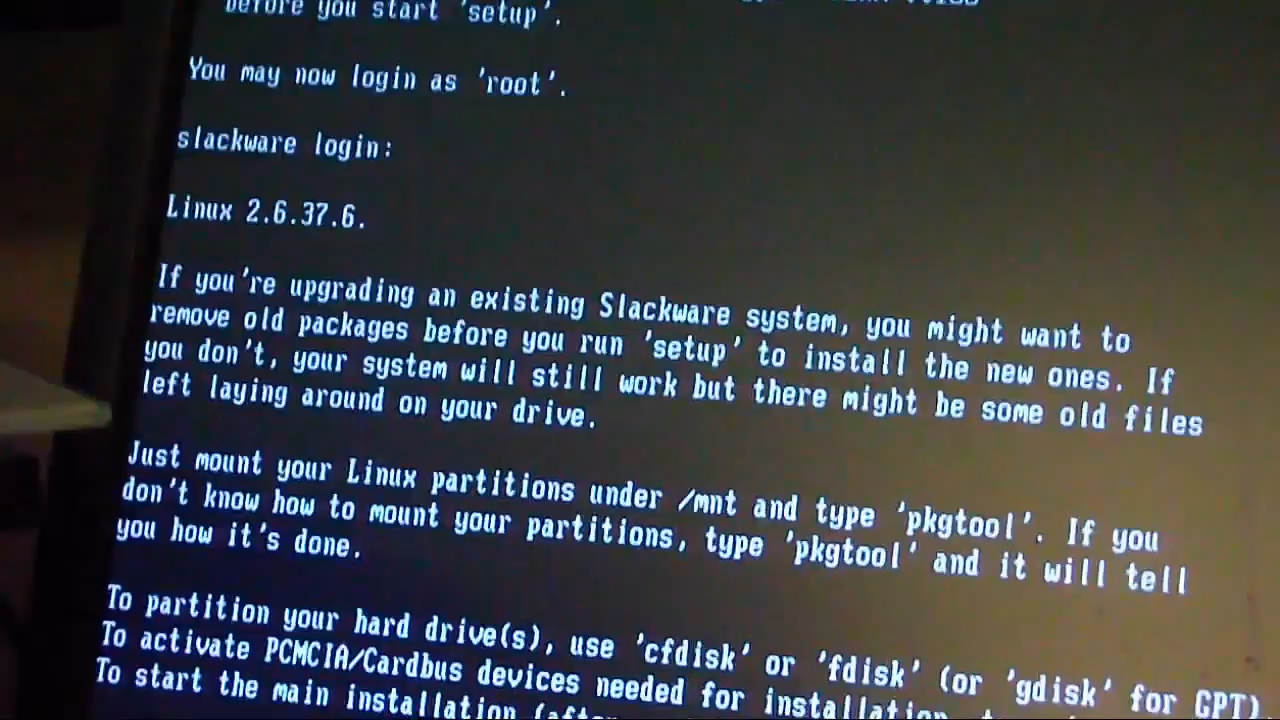 before you start 'setup'.
You may now login as 'root'.
slackware login:
Linux 2.6.37.6.
If you're upgrading an existing Slackware system, you might want to
remove old packages before you run 'setup' to install the new ones. If
you don't, your system will still work but there might be some old files
left laying around on your drive.
Just mount your Linux partitions under /mnt and type 'pkgtool'. If you
don't know how to mount your partitions, type 'pkgtool' and it will tell
you how it's done.
To partition your hard drive(s), use 'cfdisk' or 'fdisk' (or 'gdisk' for GPT)
To activate PCMCIA/Cardbus devices needed for installation,
To start the main installation (after